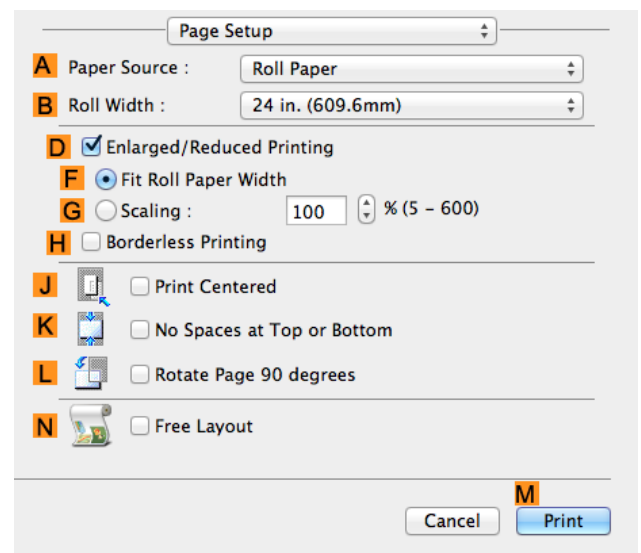 Page Setup
A Paper Source : Roll Paper
B Roll Width : 24 in. (609.6mm)
D Enlarged/Reduced Printing
F Fit Roll Paper Width
G Scaling : 100 % (5 – 600)
H Borderless Printing
J Print Centered
K No Spaces at Top or Bottom
L Rotate Page 90 degrees
N Free Layout
M
Cancel Print